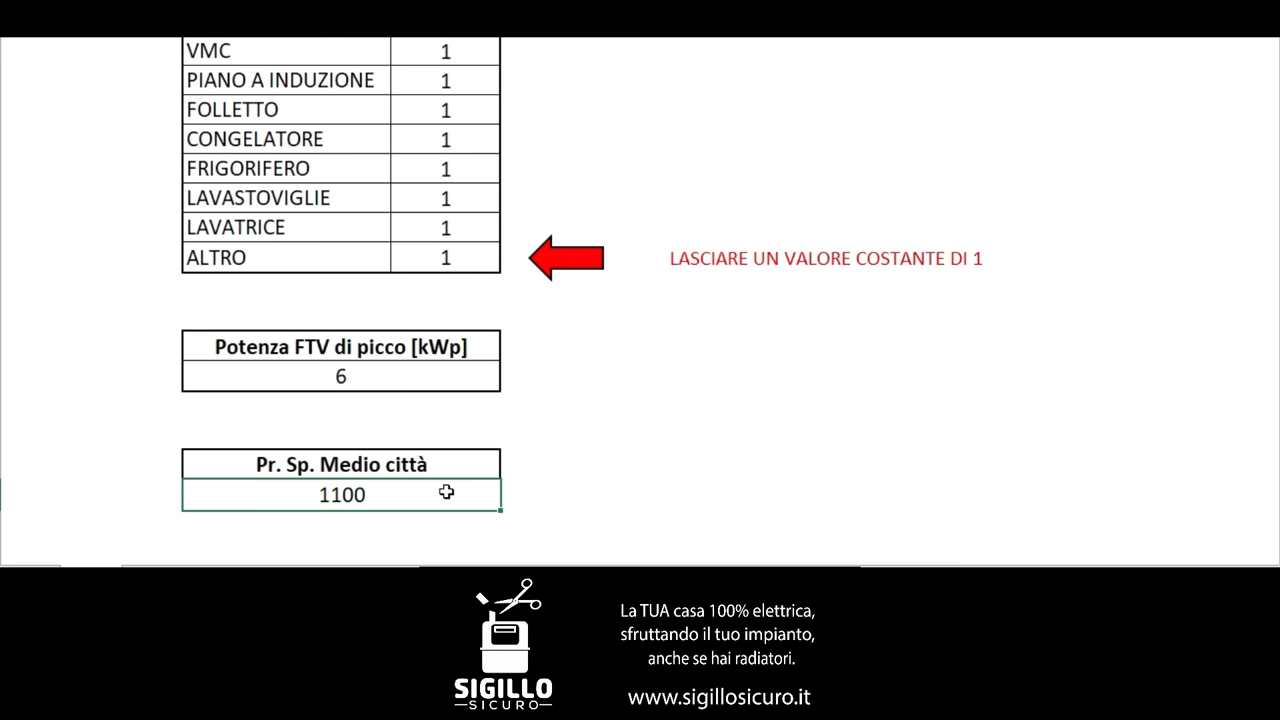 VMC 1
PIANO A INDUZIONE 1
FOLLETTO 1
CONGELATORE 1
FRIGORIFERO 1
LAVASTOVIGLIE 1
LAVATRICE 1
ALTRO 1 LASCIARE UN VALORE COSTANTE DI 1
Potenza FTV di picco [kWp]
6
Pr. Sp. Medio città
1100
SIGILLO
SICURO
La TUA casa 100% elettrica,
sfruttando il tuo impianto,
anche se hai radiatori.
www.sigillosicuro.it